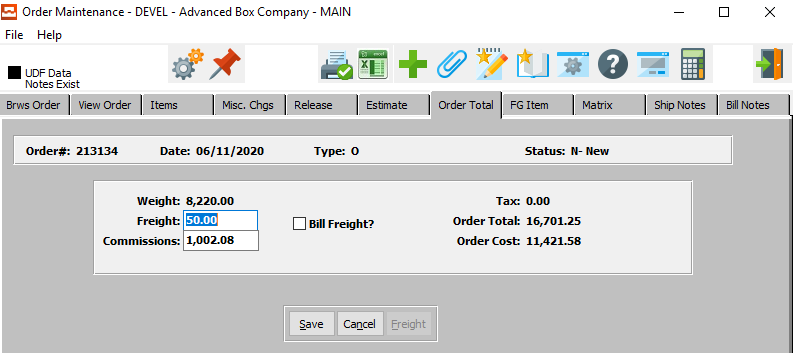 Order Maintenance - DEVEL - Advanced Box Company - MAIN
File Help
UDF Data
Notes Exist
Brws Order View Order Items Misc. Chgs Release Estimate Order Total FG Item Matrix Ship Notes Bill Notes
Order#: 213134 Date: 06/11/2020 Type: O Status: N- New
Weight: 8,220.00 Tax: 0.00
Freight: 50.00 Bill Freight? Order Total: 16,701.25
Commissions: 1,002.08 Order Cost: 11,421.58
Save Cancel Freight